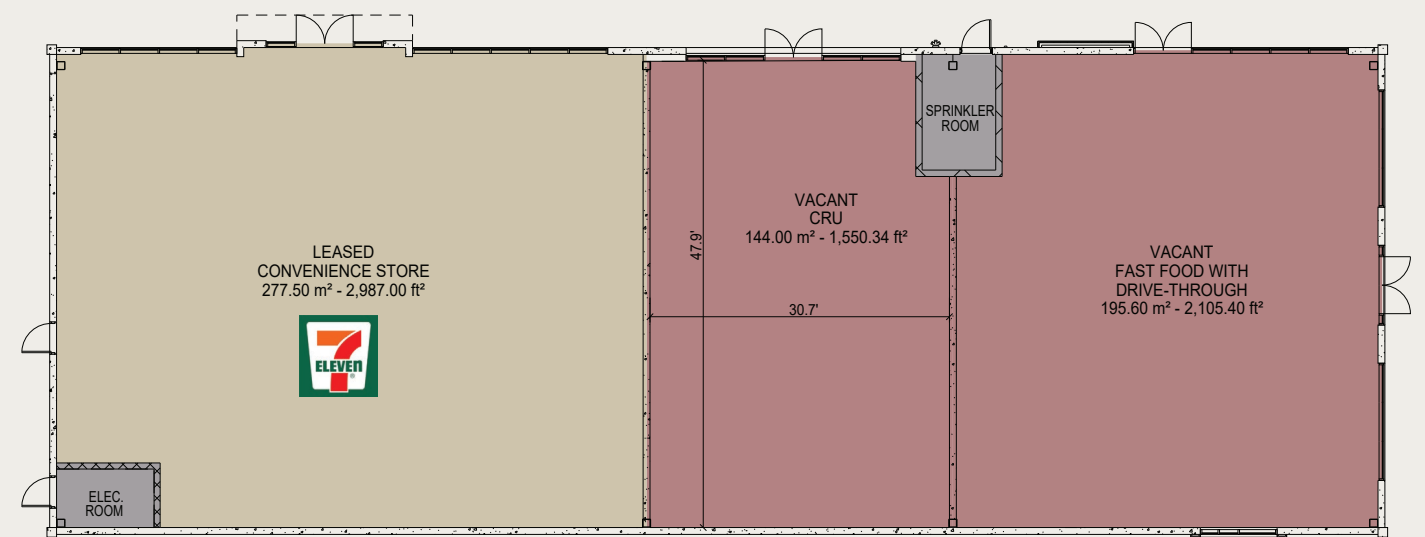 SPRINKLER
ROOM
VACANT
CRU
144.00 m² - 1,550.34 ft²
47.9'
30.7'
LEASED
CONVENIENCE STORE
277.50 m² - 2,987.00 ft²
7
ELEVEn
®
VACANT
FAST FOOD WITH
DRIVE-THROUGH
195.60 m² - 2,105.40 ft²
ELEC.
ROOM